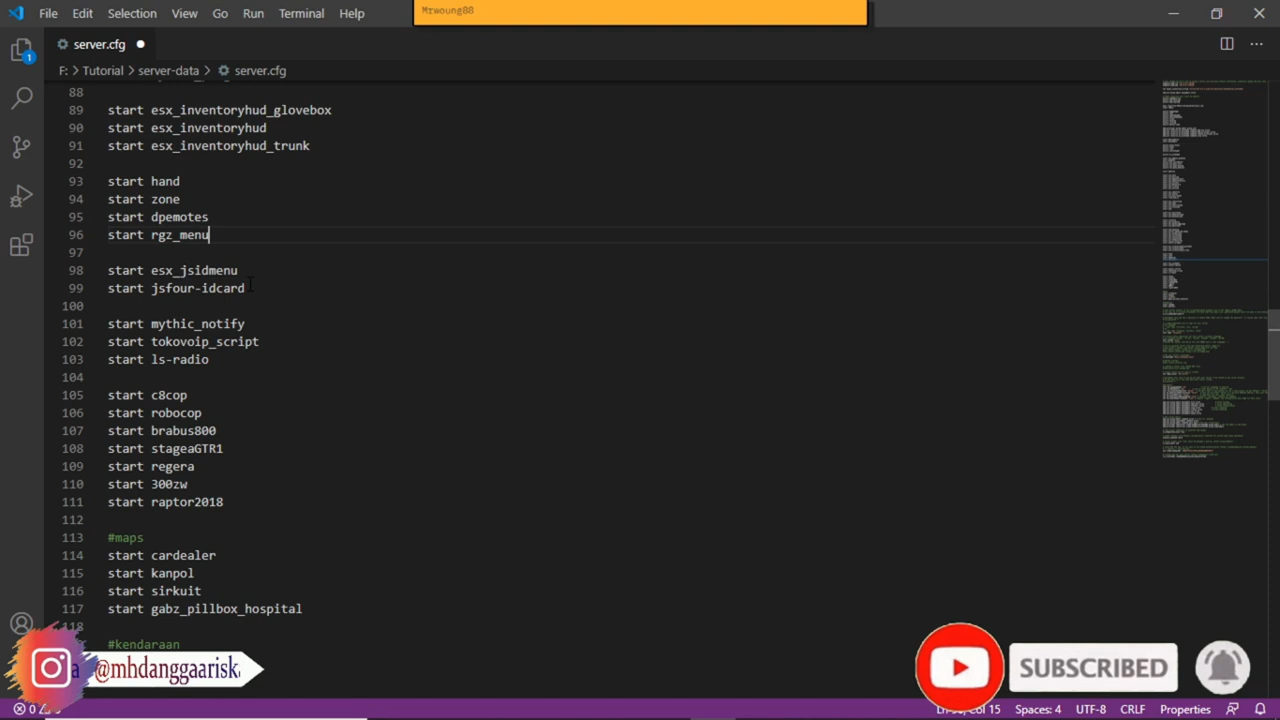 File Edit Selection View Go Run Terminal Help
Mrwoung88
server.cfg
F: > Tutorial > server-data > server.cfg
88
89 start esx_inventoryhud_glovebox
90 start esx_inventoryhud
91 start esx_inventoryhud_trunk
92
93 start hand
94 start zone
95 start dpemotes
96 start rgz_menu
97
98 start esx_jsidmenu
99 start jsfour-idcard
100
101 start mythic_notify
102 start tokovoip_script
103 start ls-radio
104
105 start c8cop
106 start robocop
107 start brabus800
108 start stageaGTR1
109 start regera
110 start 300zw
111 start raptor2018
112
113 #maps
114 start cardealer
115 start kanpol
116 start sirkuit
117 start gabz_pillbox_hospital
118
#kendaraan
@mhdanggaarisk
SUBSCRIBED
Col 15 Spaces: 4 UTF-8 CRLF Properties